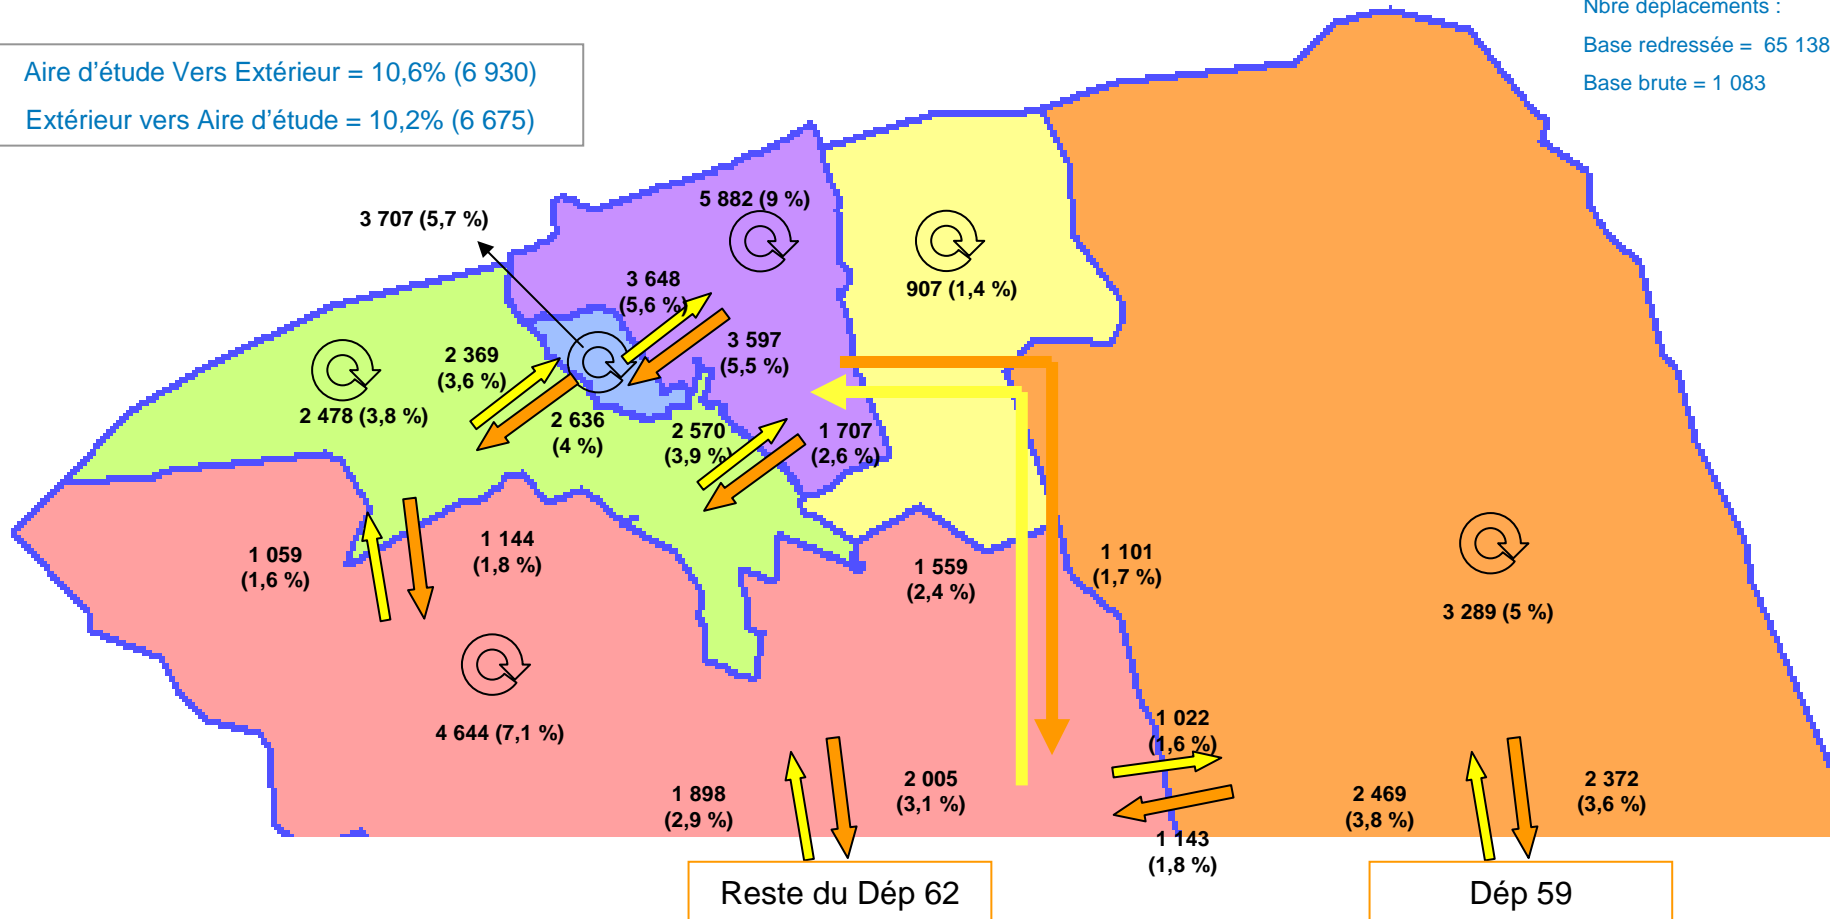 Nbre déplacements :
Base redressée = 65 138
Base brute = 1 083
Aire d'étude Vers Extérieur = 10,6% (6 930)
Extérieur vers Aire d'étude = 10,2% (6 675)
5 882 (9 %)
3 707 (5,7 %)
3 648
(5,6 %)
907 (1,4 %)
3 597
(5,5 %)
2 369
(3,6 %)
2 478 (3,8 %)
2 636
(4 %)
2 570
(3,9 %)
1 707
(2,6 %)
1 059
(1,6 %)
1 144
(1,8 %)
1 559
(2,4 %)
1 101
(1,7 %)
3 289 (5 %)
4 644 (7,1 %)
1 022
(1,6 %)
1 898
(2,9 %)
2 005
(3,1 %)
1 143
(1,8 %)
2 469
(3,8 %)
2 372
(3,6 %)
Reste du Dép 62
Dép 59